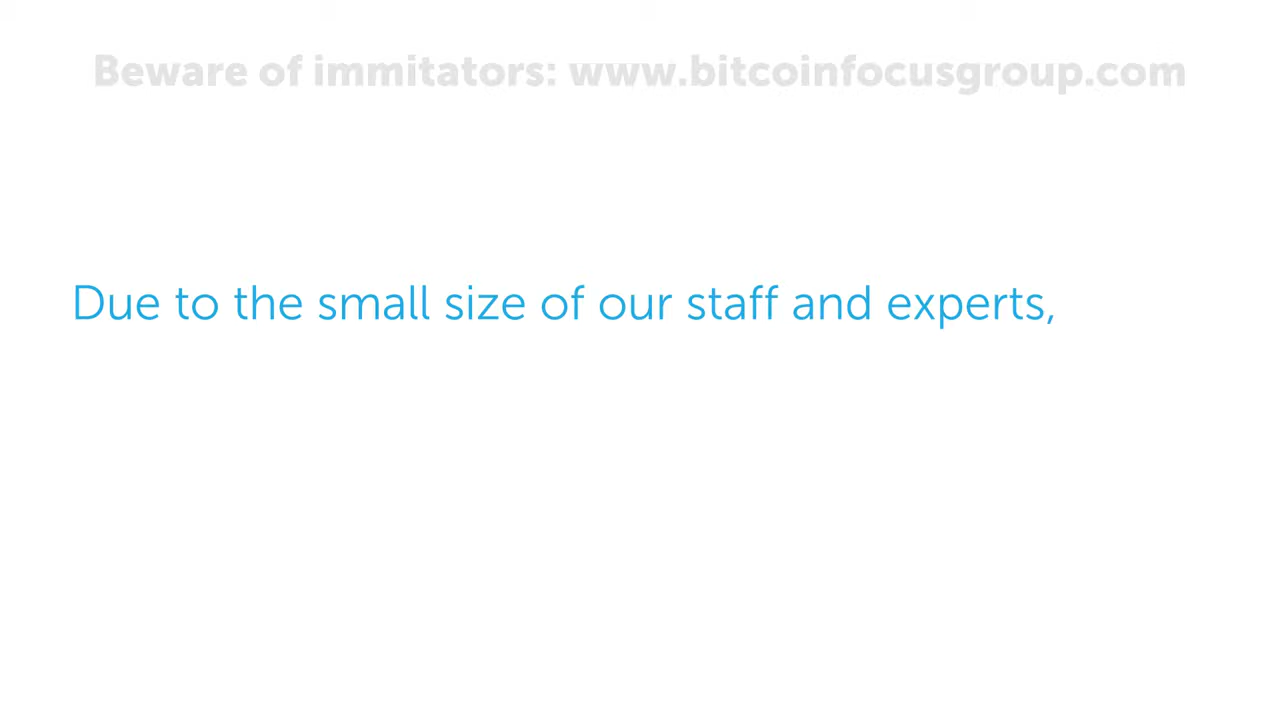 Beware of immitators: www.bitcoinfocusgroup.com
Due to the small size of our staff and experts,